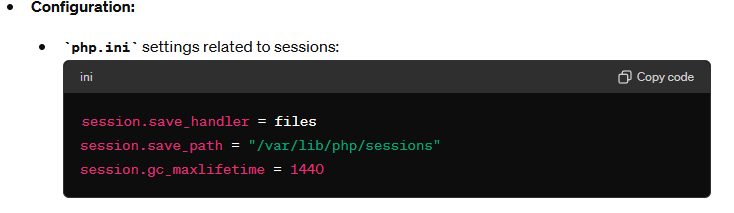 Configuration:
`php.ini` settings related to sessions:
ini Copy code
session.save_handler = files
session.save_path = "/var/lib/php/sessions"
session.gc_maxlifetime = 1440